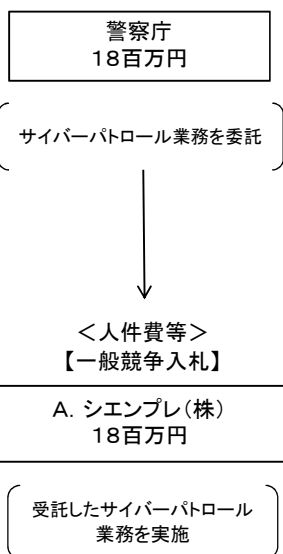 警察庁
18百万円
サイバーパトロール業務を委託
＜人件費等＞
【一般競争入札】
A．シエンプレ（株）
18百万円
受託したサイバーパトロール
業務を実施